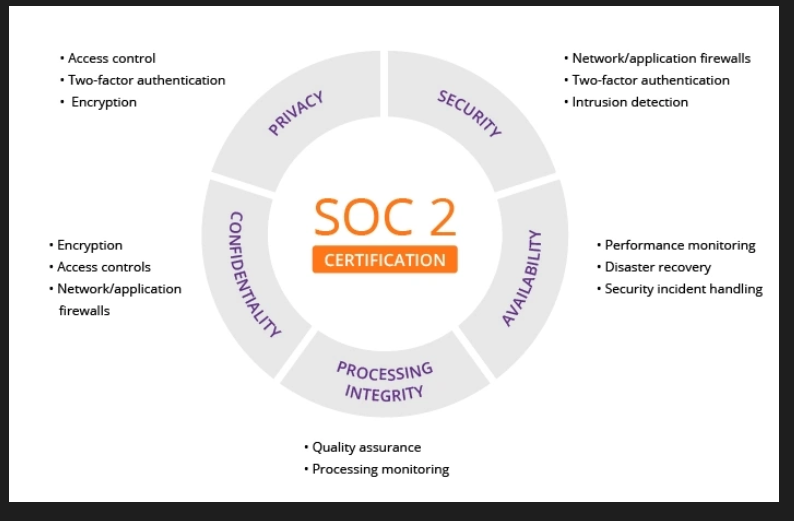 • Access control
• Two-factor authentication
• Encryption
PRIVACY
SECURITY
• Network/application firewalls
• Two-factor authentication
• Intrusion detection
SOC 2
CERTIFICATION
• Encryption
• Access controls
• Network/application
firewalls
CONFIDENTIALITY
AVAILABILITY
• Performance monitoring
• Disaster recovery
• Security incident handling
PROCESSING
INTEGRITY
• Quality assurance
• Processing monitoring